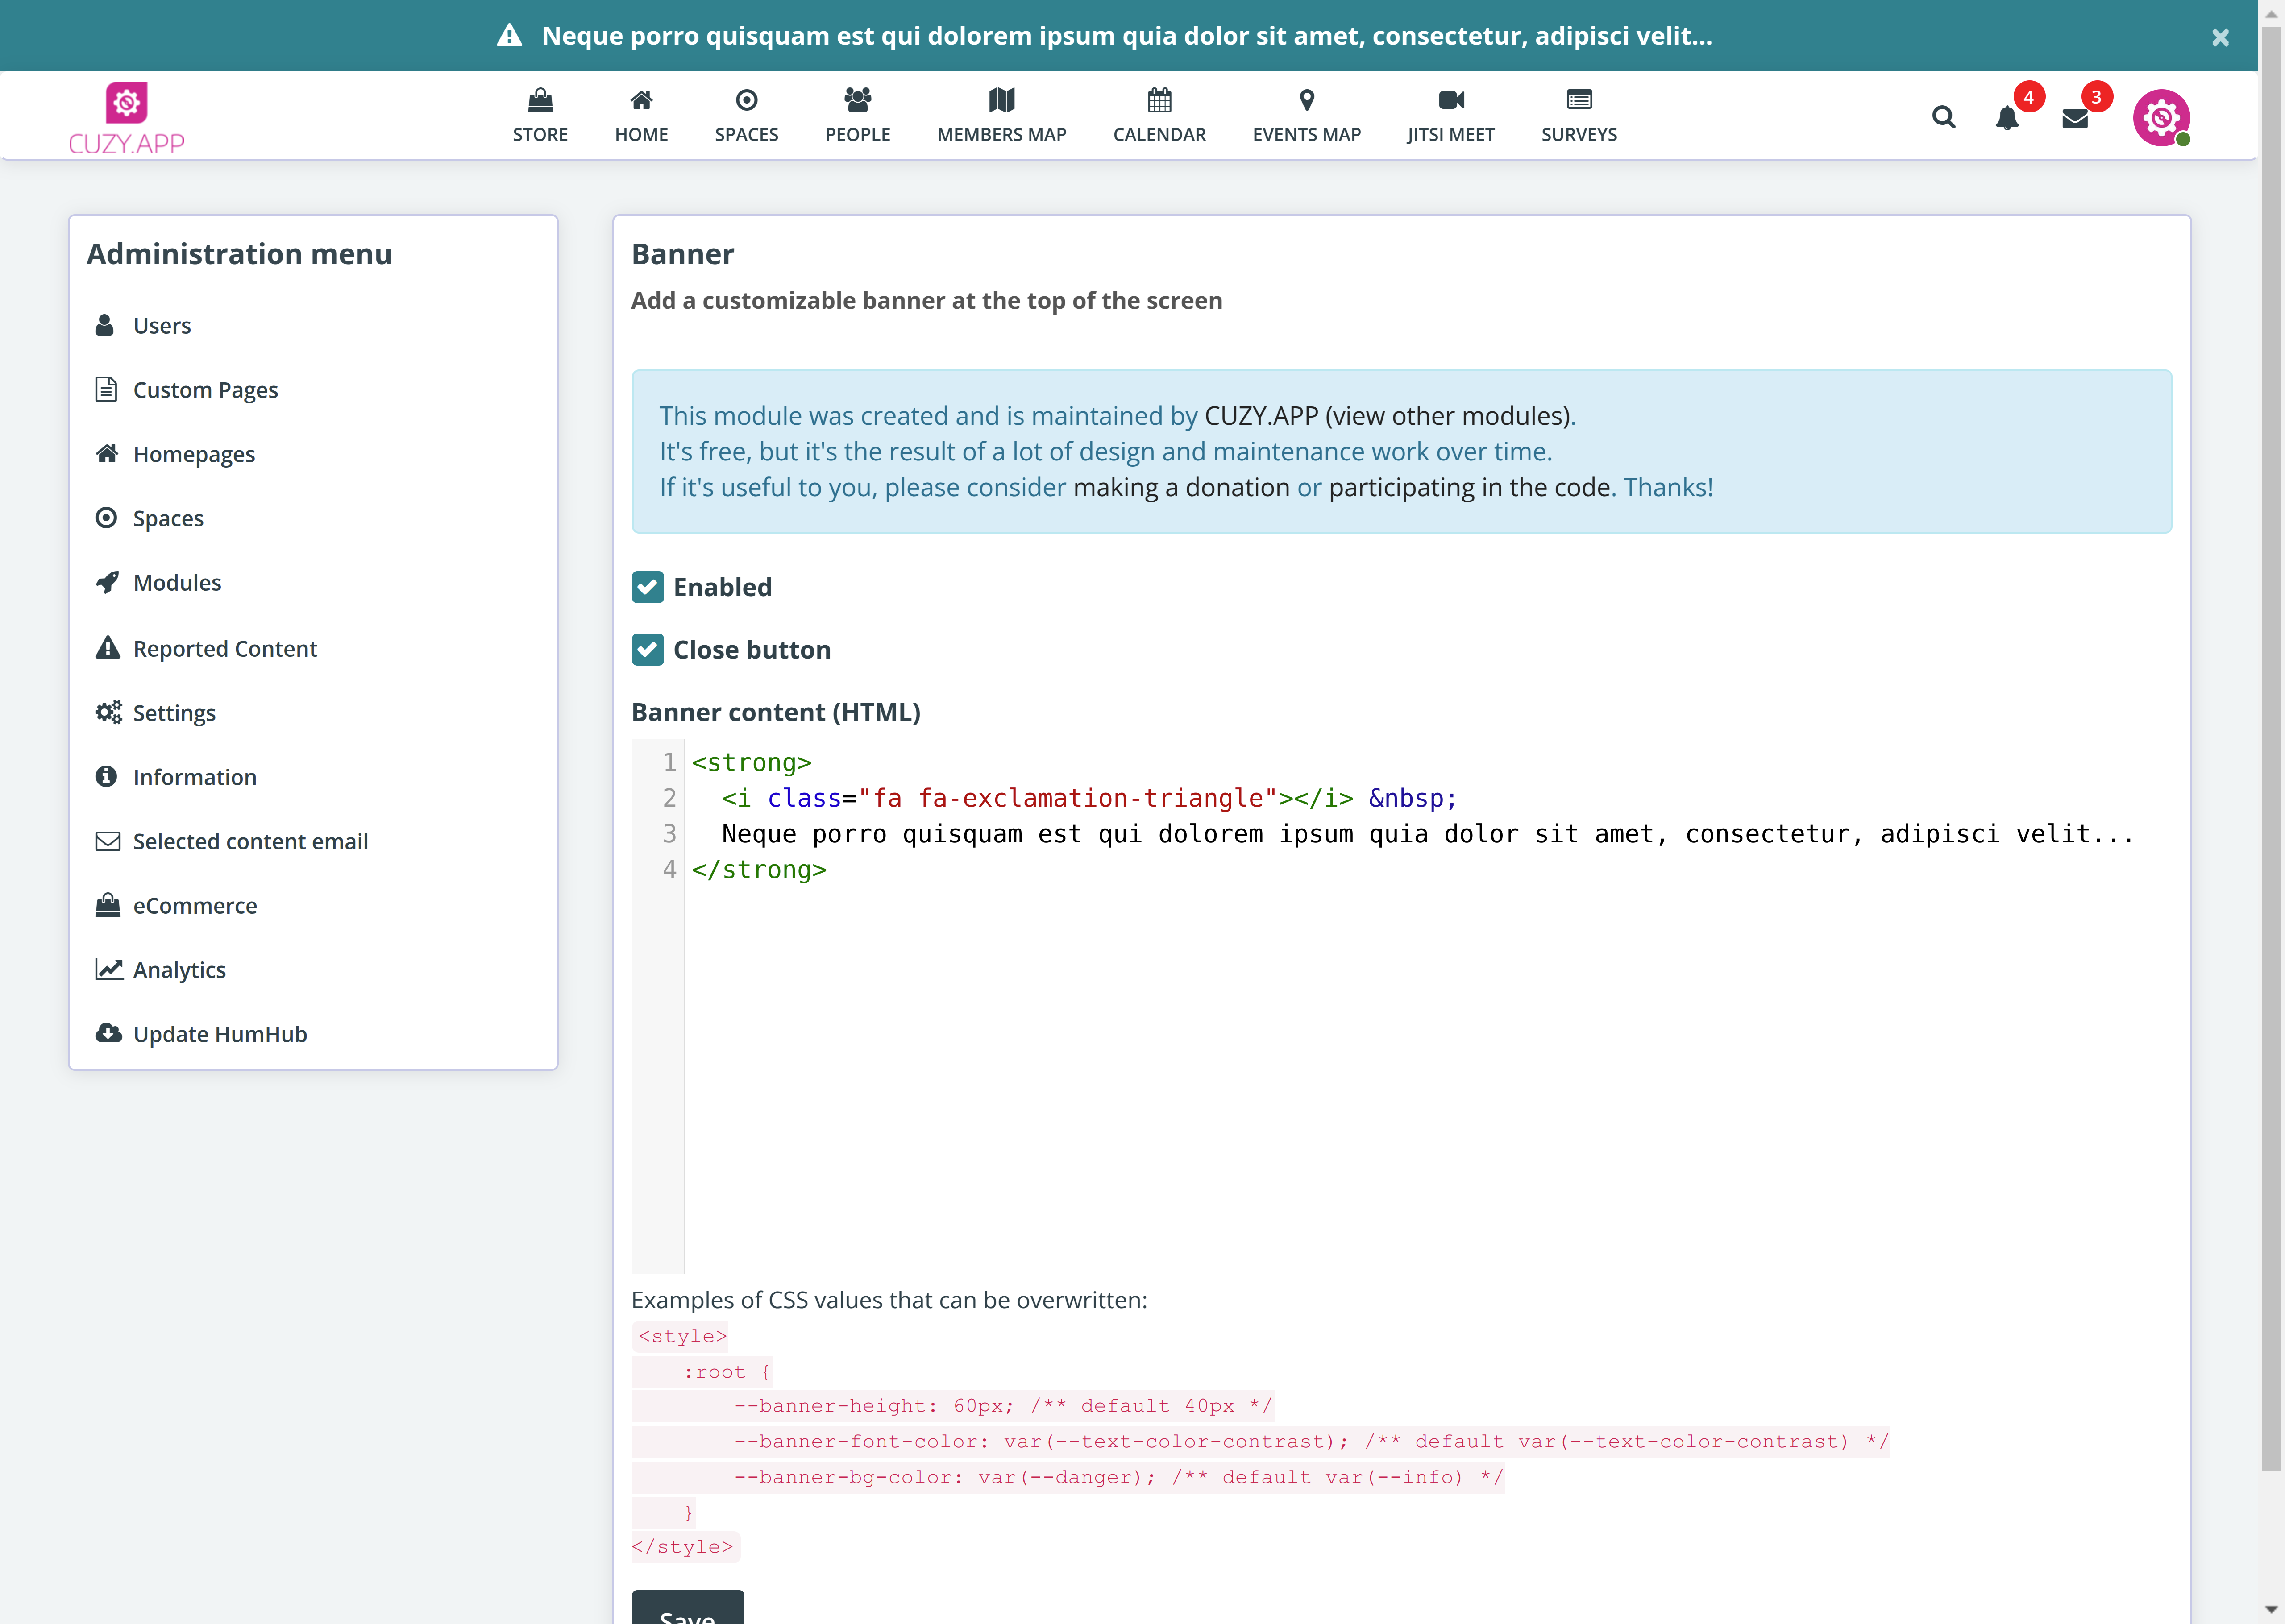 Neque porro quisquam est qui dolorem ipsum quia dolor sit amet, consectetur, adipisci velit...
CUZY.APP
STORE
HOME
SPACES
PEOPLE
MEMBERS MAP
CALENDAR
EVENTS MAP
JITSI MEET
SURVEYS
4
3
Administration menu
Users
Custom Pages
Homepages
Spaces
Modules
Reported Content
Settings
Information
Selected content email
eCommerce
Analytics
Update HumHub
Banner
Add a customizable banner at the top of the screen
This module was created and is maintained by CUZY.APP (view other modules).
It's free, but it's the result of a lot of design and maintenance work over time.
If it's useful to you, please consider making a donation or participating in the code. Thanks!
Enabled
Close button
Banner content (HTML)
1 <strong>
2   <i class="fa fa-exclamation-triangle"></i> &nbsp;
3   Neque porro quisquam est qui dolorem ipsum quia dolor sit amet, consectetur, adipisci velit...
4 </strong>
Examples of CSS values that can be overwritten:
<style>
    :root {
        --banner-height: 60px; /** default 40px */
        --banner-font-color: var(--text-color-contrast); /** default var(--text-color-contrast) */
        --banner-bg-color: var(--danger); /** default var(--info) */
    }
</style>
Save